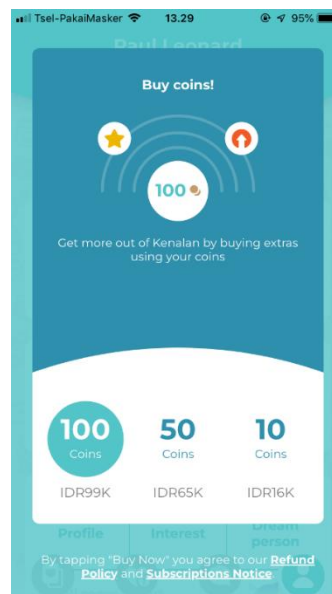 Tsel-PakaiMasker 13.29 95%
Paul Leonard
Buy coins!
100
Get more out of Kenalan by buying extras
using your coins
100 50 10
Coins Coins Coins
IDR99K IDR65K IDR16K
Profile Interest Dream
person
By tapping "Buy Now" you agree to our Refund
Policy and Subscriptions Notice